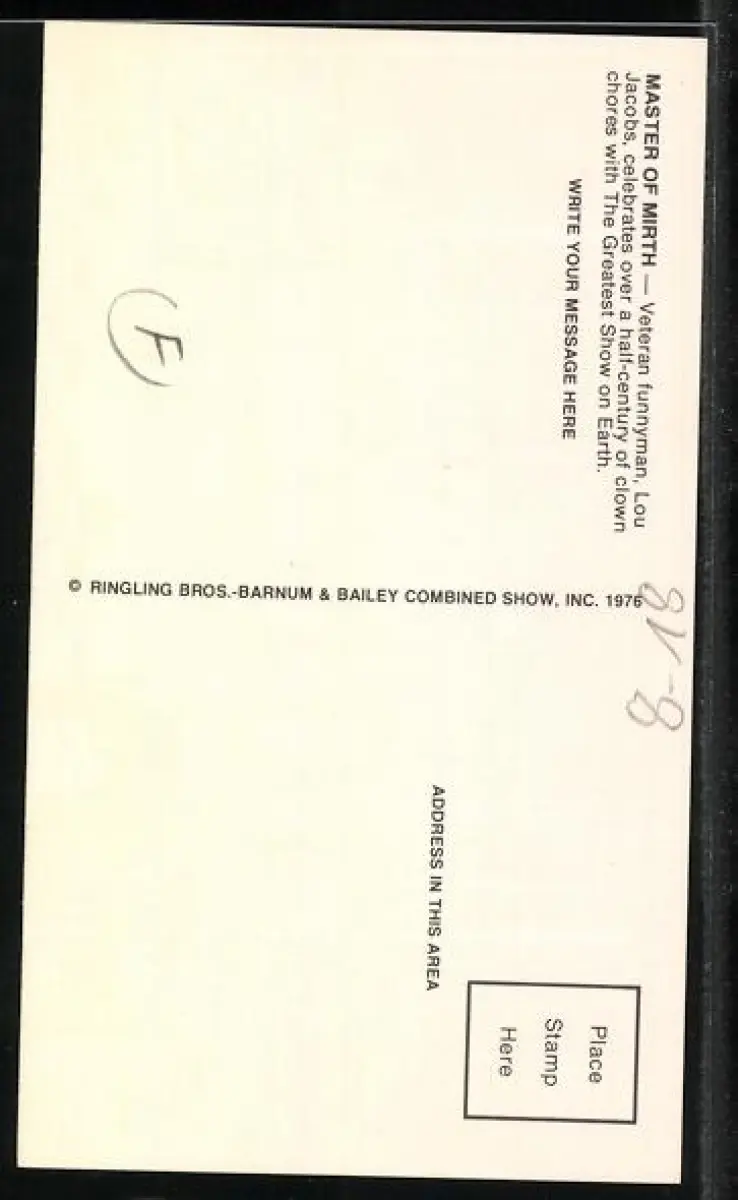 MASTER OF MIRTH — Veteran funnyman, Lou
Jacobs, celebrates over a half-century of clown
chores with The Greatest Show on Earth.
WRITE YOUR MESSAGE HERE
F
© RINGLING BROS.-BARNUM & BAILEY COMBINED SHOW, INC. 1976
ADDRESS IN THIS AREA
Place
Stamp
Here